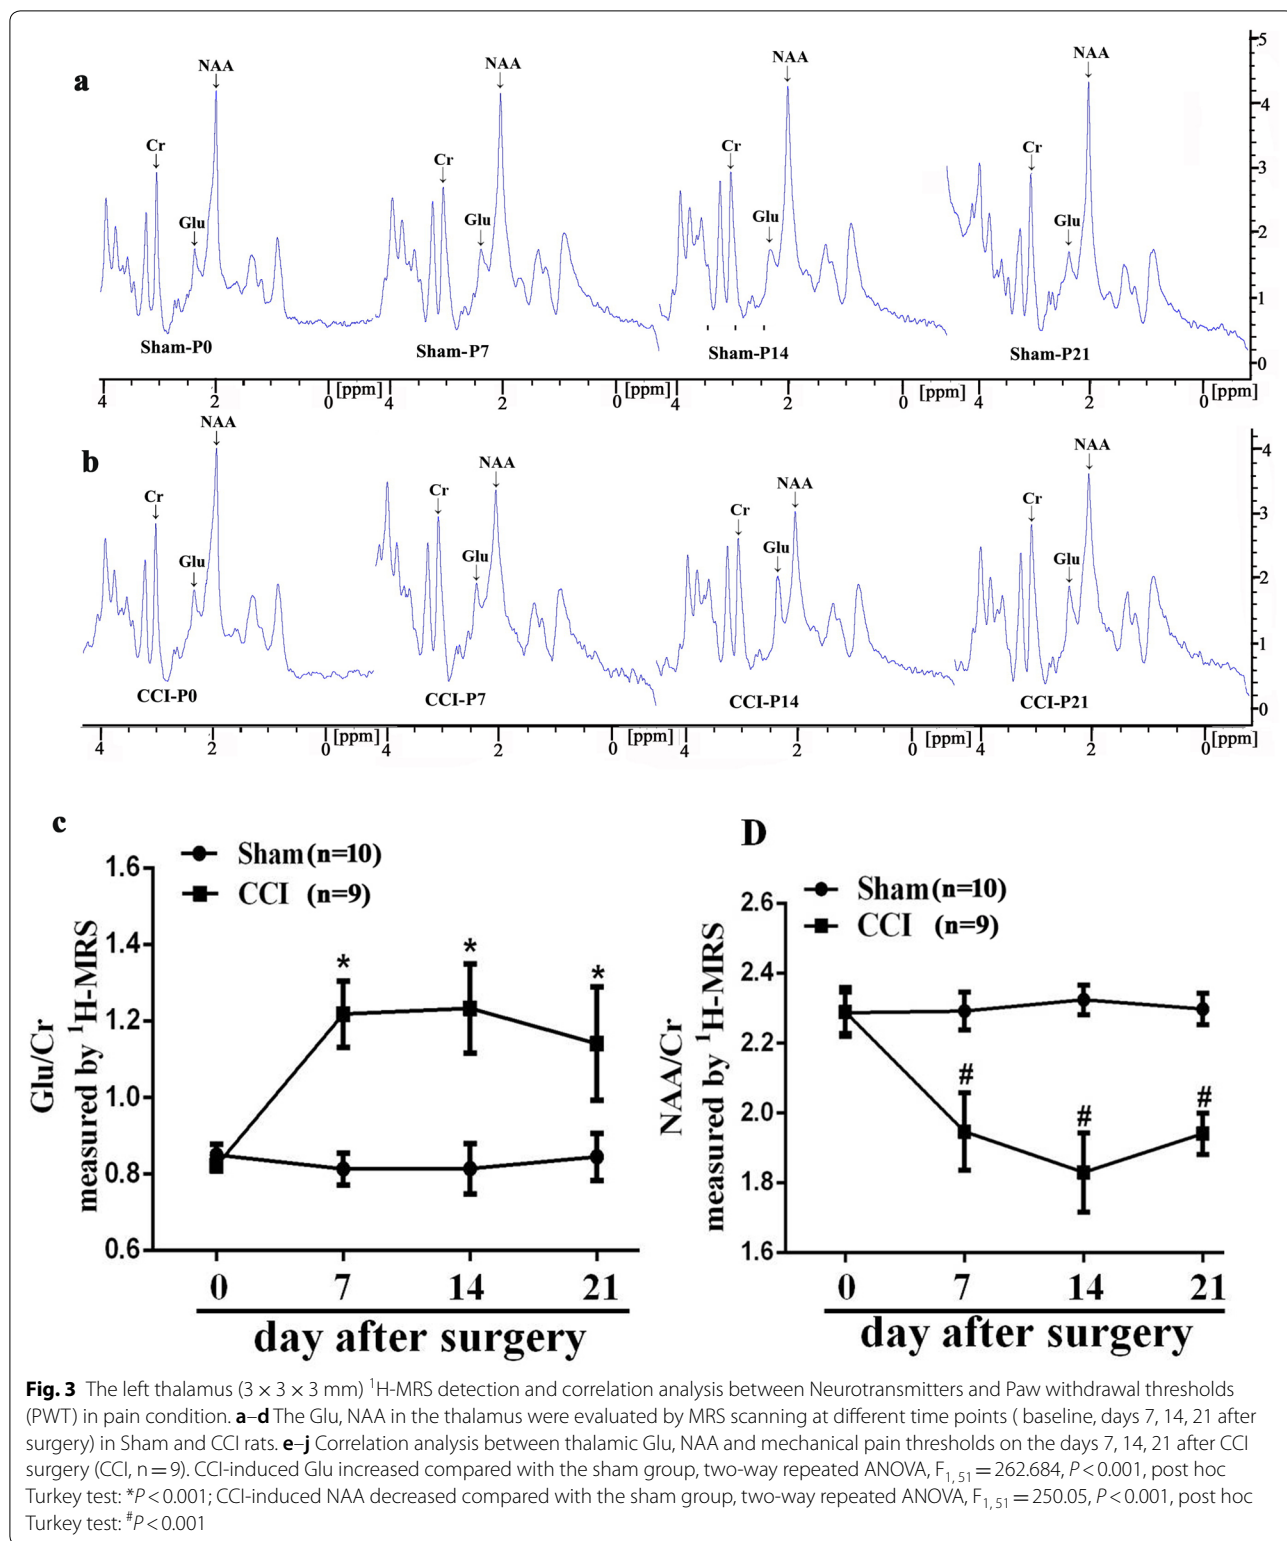 a
NAA
Cr
Glu
Sham-P0
NAA
Cr
Glu
Sham-P7
NAA
Cr
Glu
Sham-P14
NAA
Cr
Glu
Sham-P21
5
4
3
2
1
0
4 2 0 [ppm] 2 0 [ppm] 4 2 0 [ppm] 4 2 0 [ppm]
b
NAA
Cr
Glu
CCI-P0
NAA
Cr
Glu
CCI-P7
NAA
Cr
Glu
CCI-P14
NAA
Cr
Glu
CCI-P21
4
3
2
1
0
4 2 0 [ppm] 4 2 0 [ppm] 4 2 0 [ppm] 4 2 0 [ppm]
c
Sham (n=10)
CCI (n=9)
Glu/Cr
measured by ¹H-MRS
1.6
1.4
1.2
1.0
0.8
0.6
* * *
0 7 14 21
day after surgery
D
Sham (n=10)
CCI (n=9)
NAA/Cr
measured by ¹H-MRS
2.6
2.4
2.2
2.0
1.8
1.6
# # #
0 7 14 21
day after surgery
Fig. 3 The left thalamus (3 × 3 × 3 mm) ¹H-MRS detection and correlation analysis between Neurotransmitters and Paw withdrawal thresholds
(PWT) in pain condition. a–d The Glu, NAA in the thalamus were evaluated by MRS scanning at different time points ( baseline, days 7, 14, 21 after
surgery) in Sham and CCI rats. e–j Correlation analysis between thalamic Glu, NAA and mechanical pain thresholds on the days 7, 14, 21 after CCI
surgery (CCI, n = 9). CCI-induced Glu increased compared with the sham group, two-way repeated ANOVA, F₁, ₅₁ = 262.684, P < 0.001, post hoc
Turkey test: *P < 0.001; CCI-induced NAA decreased compared with the sham group, two-way repeated ANOVA, F₁, ₅₁ = 250.05, P < 0.001, post hoc
Turkey test: #P < 0.001